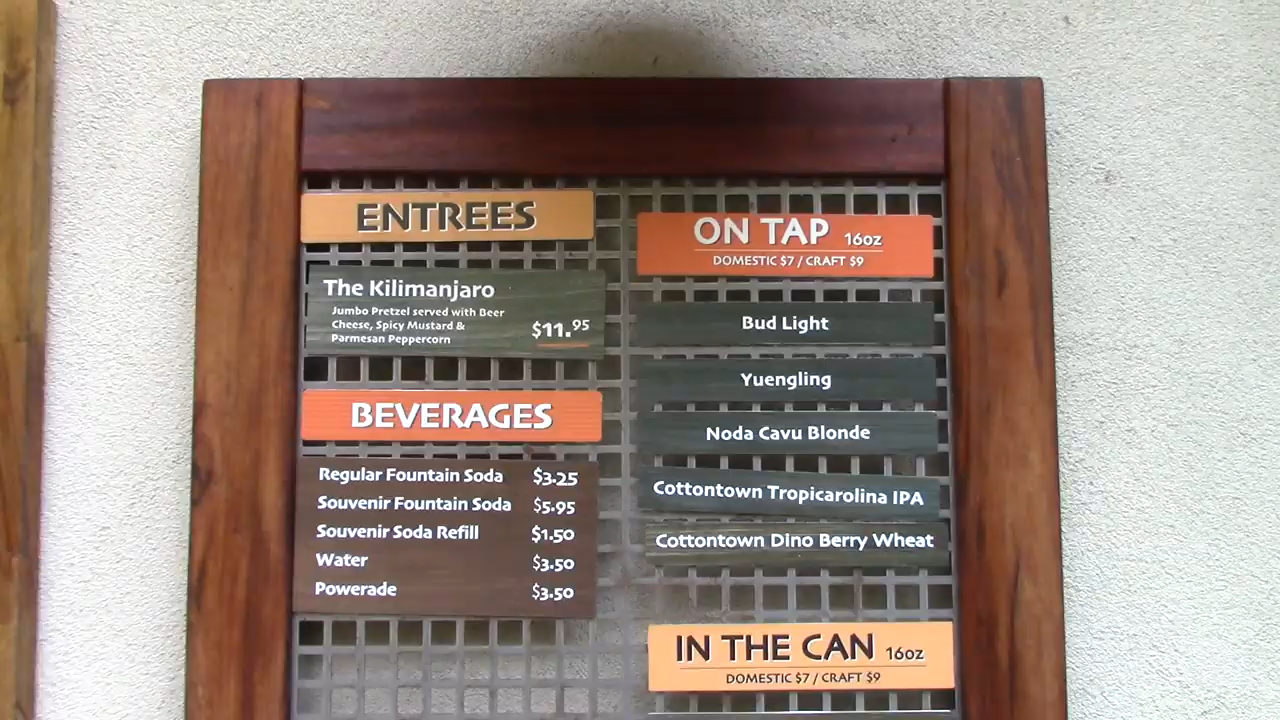 ENTREES
The Kilimanjaro
Jumbo Pretzel served with Beer
Cheese, Spicy Mustard &
Parmesan Peppercorn
$11.95
BEVERAGES
Regular Fountain Soda $3.25
Souvenir Fountain Soda $5.95
Souvenir Soda Refill $1.50
Water $3.50
Powerade $3.50
ON TAP 16oz
DOMESTIC $7 / CRAFT $9
Bud Light
Yuengling
Noda Cavu Blonde
Cottontown Tropicarolina IPA
Cottontown Dino Berry Wheat
IN THE CAN 16oz
DOMESTIC $7 / CRAFT $9